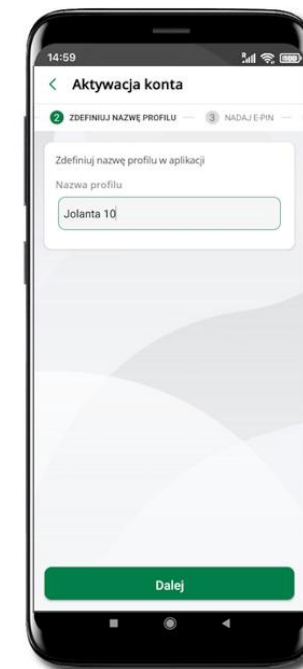 14:59
Aktywacja konta
2 ZDEFINIUJ NAZWĘ PROFILU
3 NADAJ E-PIN
Zdefiniuj nazwę profilu w aplikacji
Nazwa profilu
Jolanta 10
Dalej